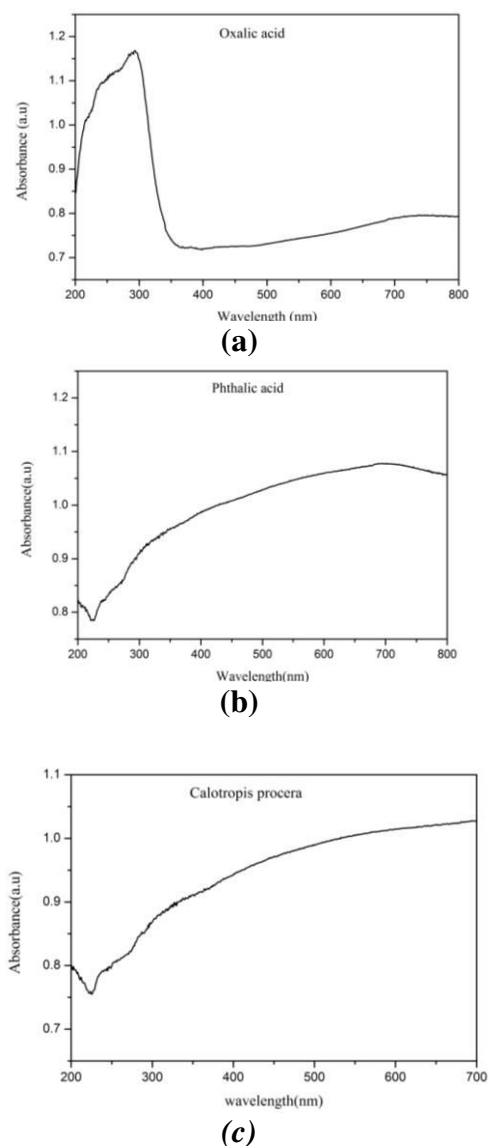 Oxalic acid
1.2
1.1
1.0
0.9
0.8
0.7
Absorbance (a.u)
200 300 400 500 600 700 800
Wavelength (nm)
(a)
Phthalic acid
1.2
1.1
1.0
0.9
0.8
Absorbance(a.u)
200 300 400 500 600 700 800
Wavelength(nm)
(b)
Calotropis procera
1.1
1.0
0.9
0.8
0.7
Absorbance(a.u)
200 300 400 500 600 700
wavelength(nm)
(c)